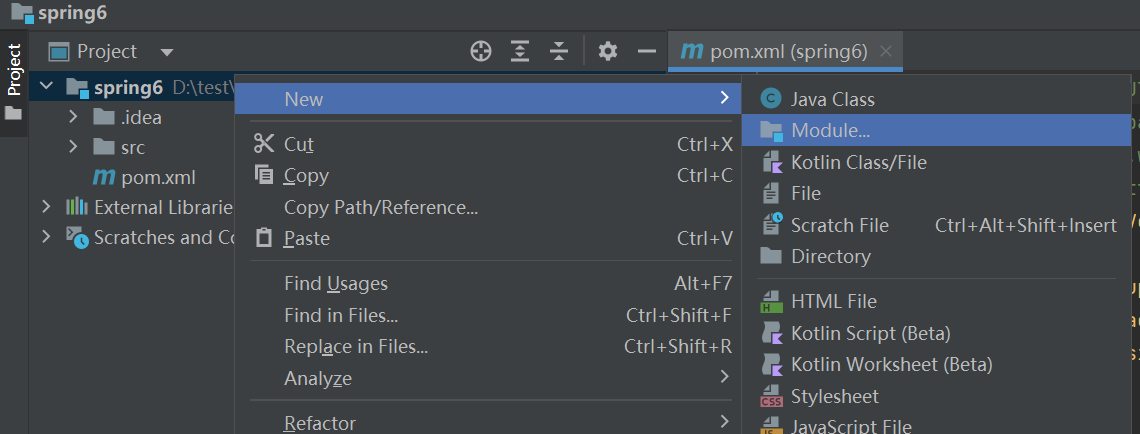 spring6
Project
Project
pom.xml (spring6)
spring6 D:\test\
.idea
src
pom.xml
External Librarie
Scratches and Co
New
Cut Ctrl+X
Copy Ctrl+C
Copy Path/Reference...
Paste Ctrl+V
Find Usages Alt+F7
Find in Files... Ctrl+Shift+F
Replace in Files... Ctrl+Shift+R
Analyze
Refactor
Java Class
Module...
Kotlin Class/File
File
Scratch File Ctrl+Alt+Shift+Insert
Directory
HTML File
Kotlin Script (Beta)
Kotlin Worksheet (Beta)
Stylesheet
JavaScript File